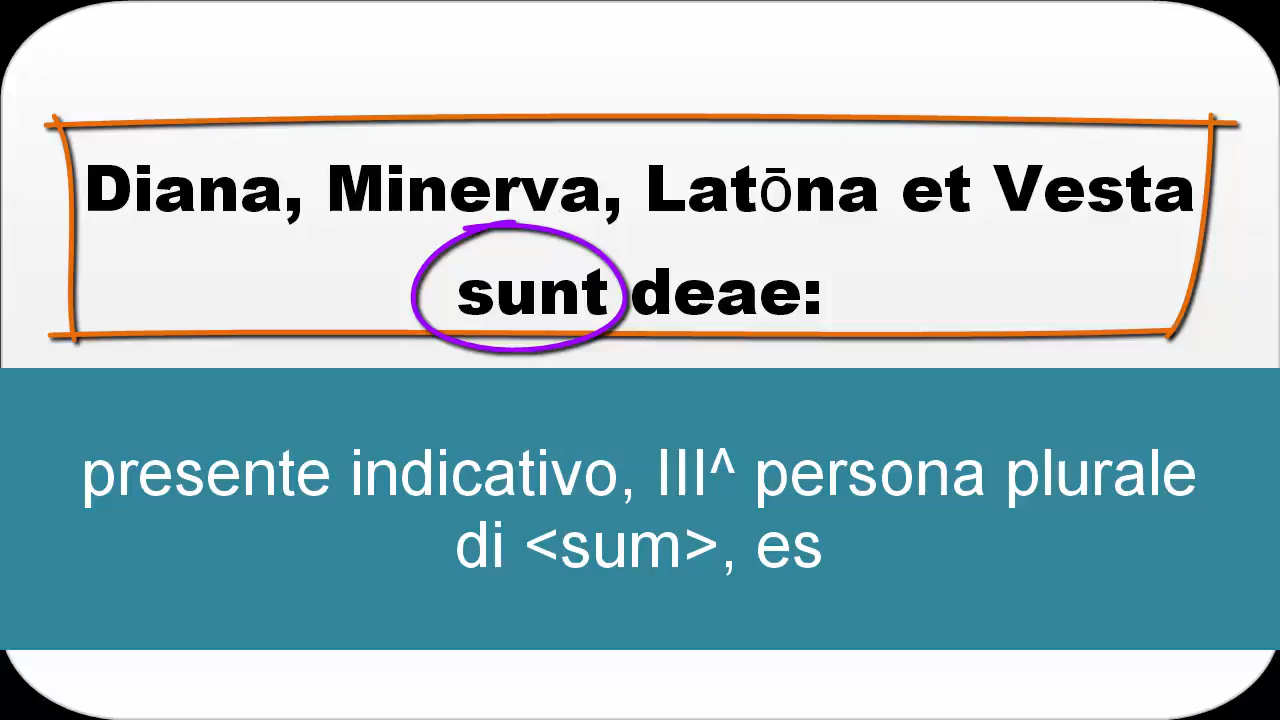 Diana, Minerva, Latōna et Vesta
sunt deae:
presente indicativo, III^ persona plurale
di <sum>, es